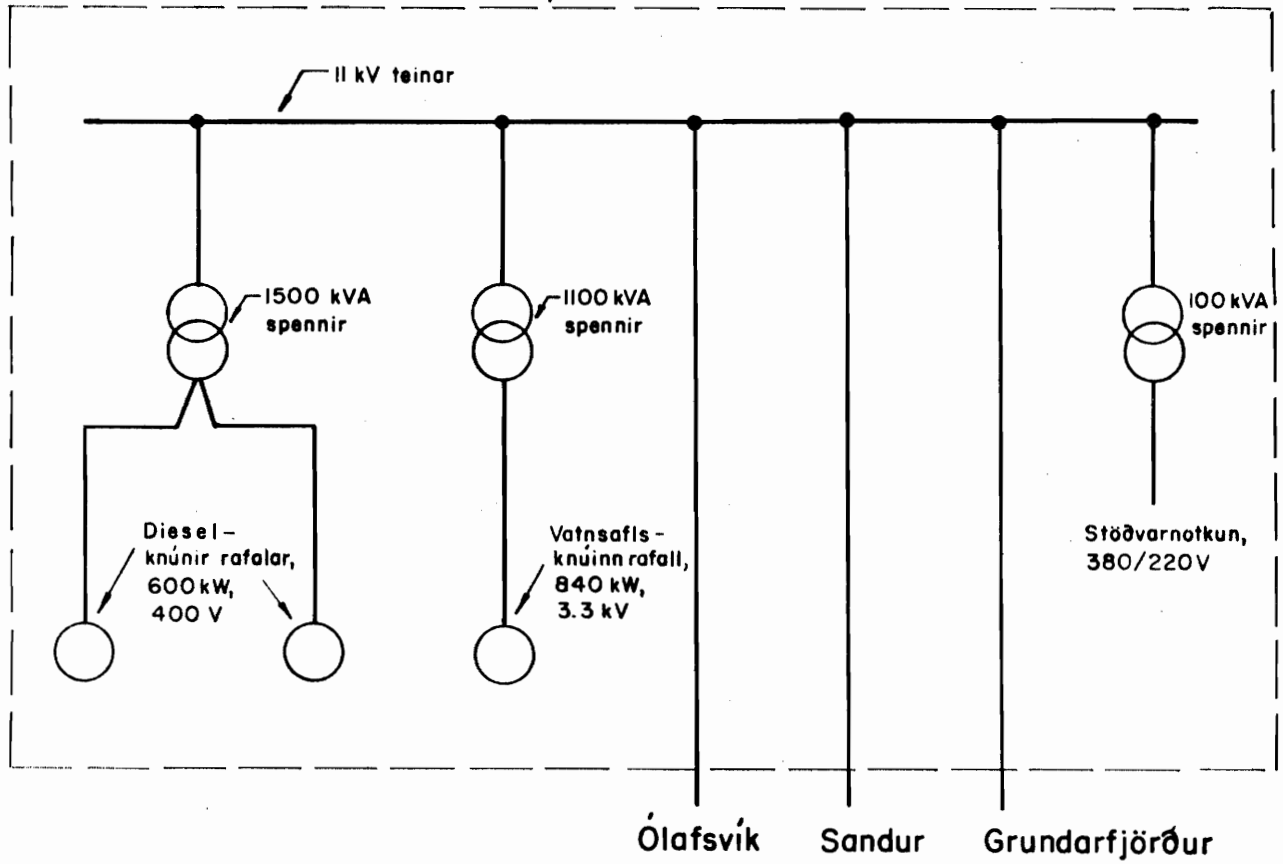 11 kV teinar
1500 kVA
spennir
1100 kVA
spennir
100 kVA
spennir
Diesel-
knúnir rafalar,
600 kW,
400 V
Vatnsafls-
knúinn rafall,
840 kW,
3.3 kV
Stöðvarnotkun,
380/220V
Ólafsvík
Sandur
Grundarfjörður